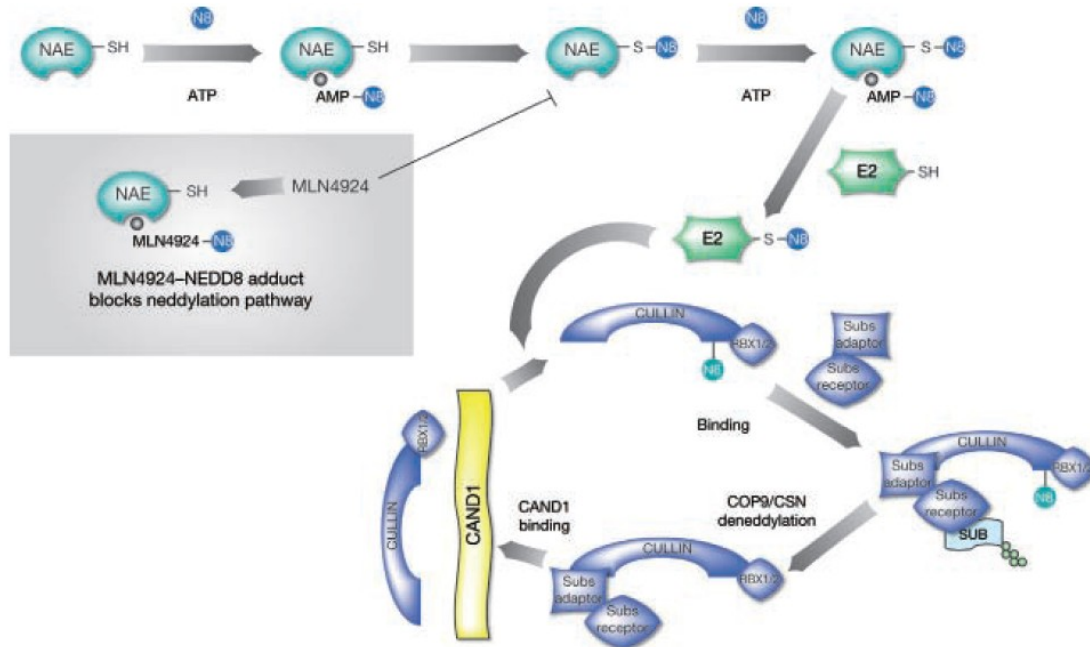 N8
N8
NAE
SH
NAE
SH
NAE
S
N8
NAE
S
N8
ATP
AMP
N8
ATP
AMP
N8
NAE
SH
MLN4924
MLN4924
N8
MLN4924–NEDD8 adduct
blocks neddylation pathway
E2
SH
E2
S
N8
CULLIN
RBX1/2
N8
Subs
adaptor
Subs
receptor
Binding
CULLIN
RBX1/2
Subs
adaptor
N8
Subs
receptor
SUB
COP9/CSN
deneddylation
RBX1/2
CULLIN
CAND1
CAND1
binding
CULLIN
RBX1/2
Subs
adaptor
Subs
receptor